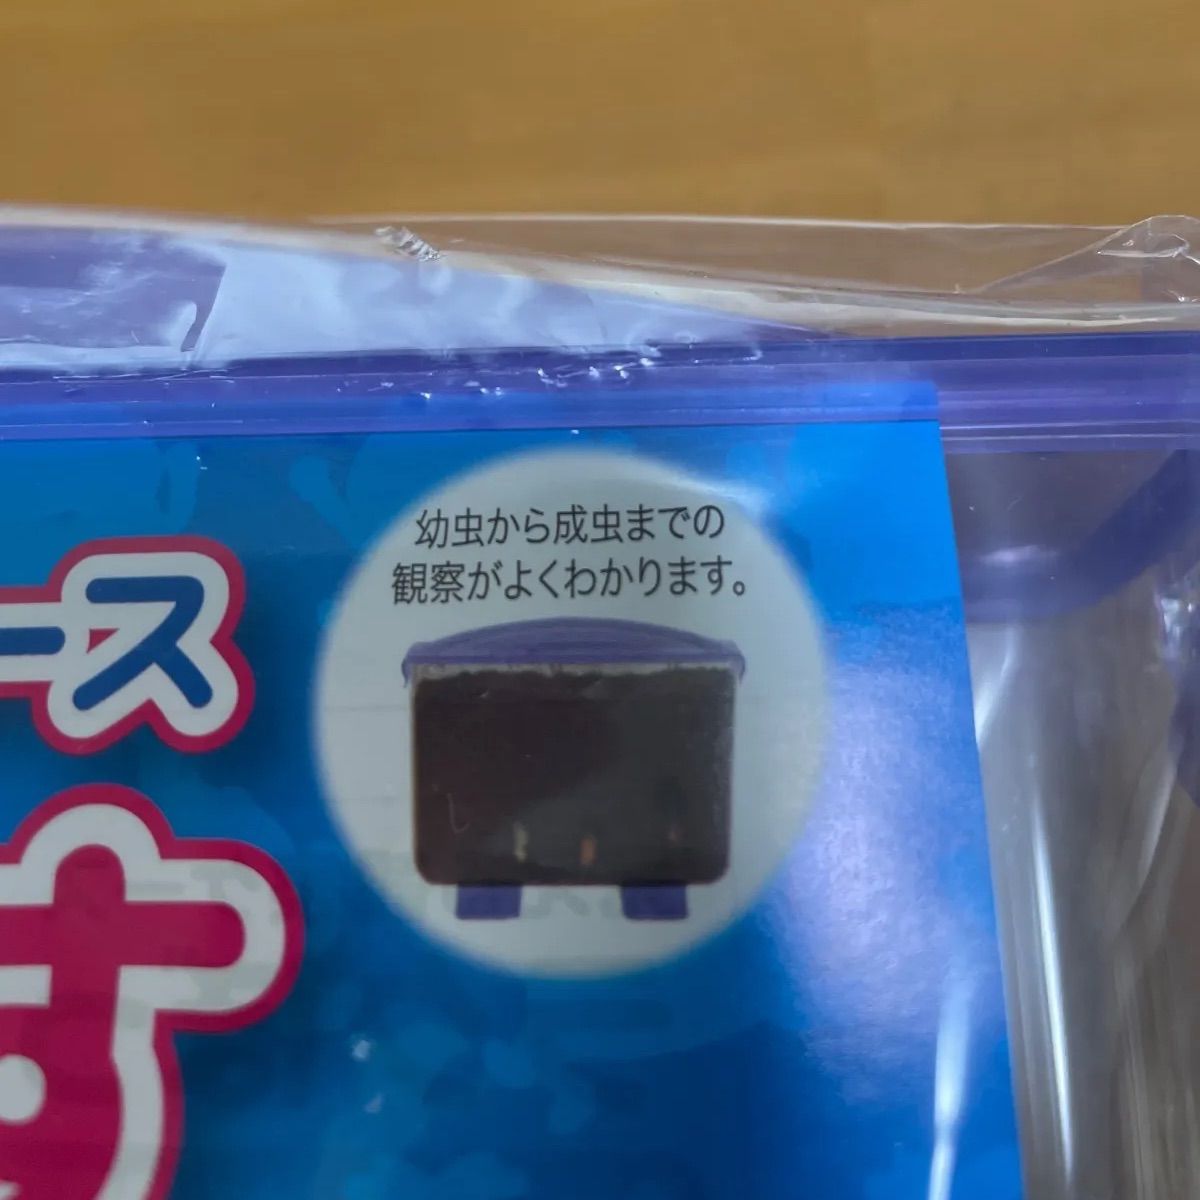 幼虫から成虫までの
観察がよくわかります。
ース
す